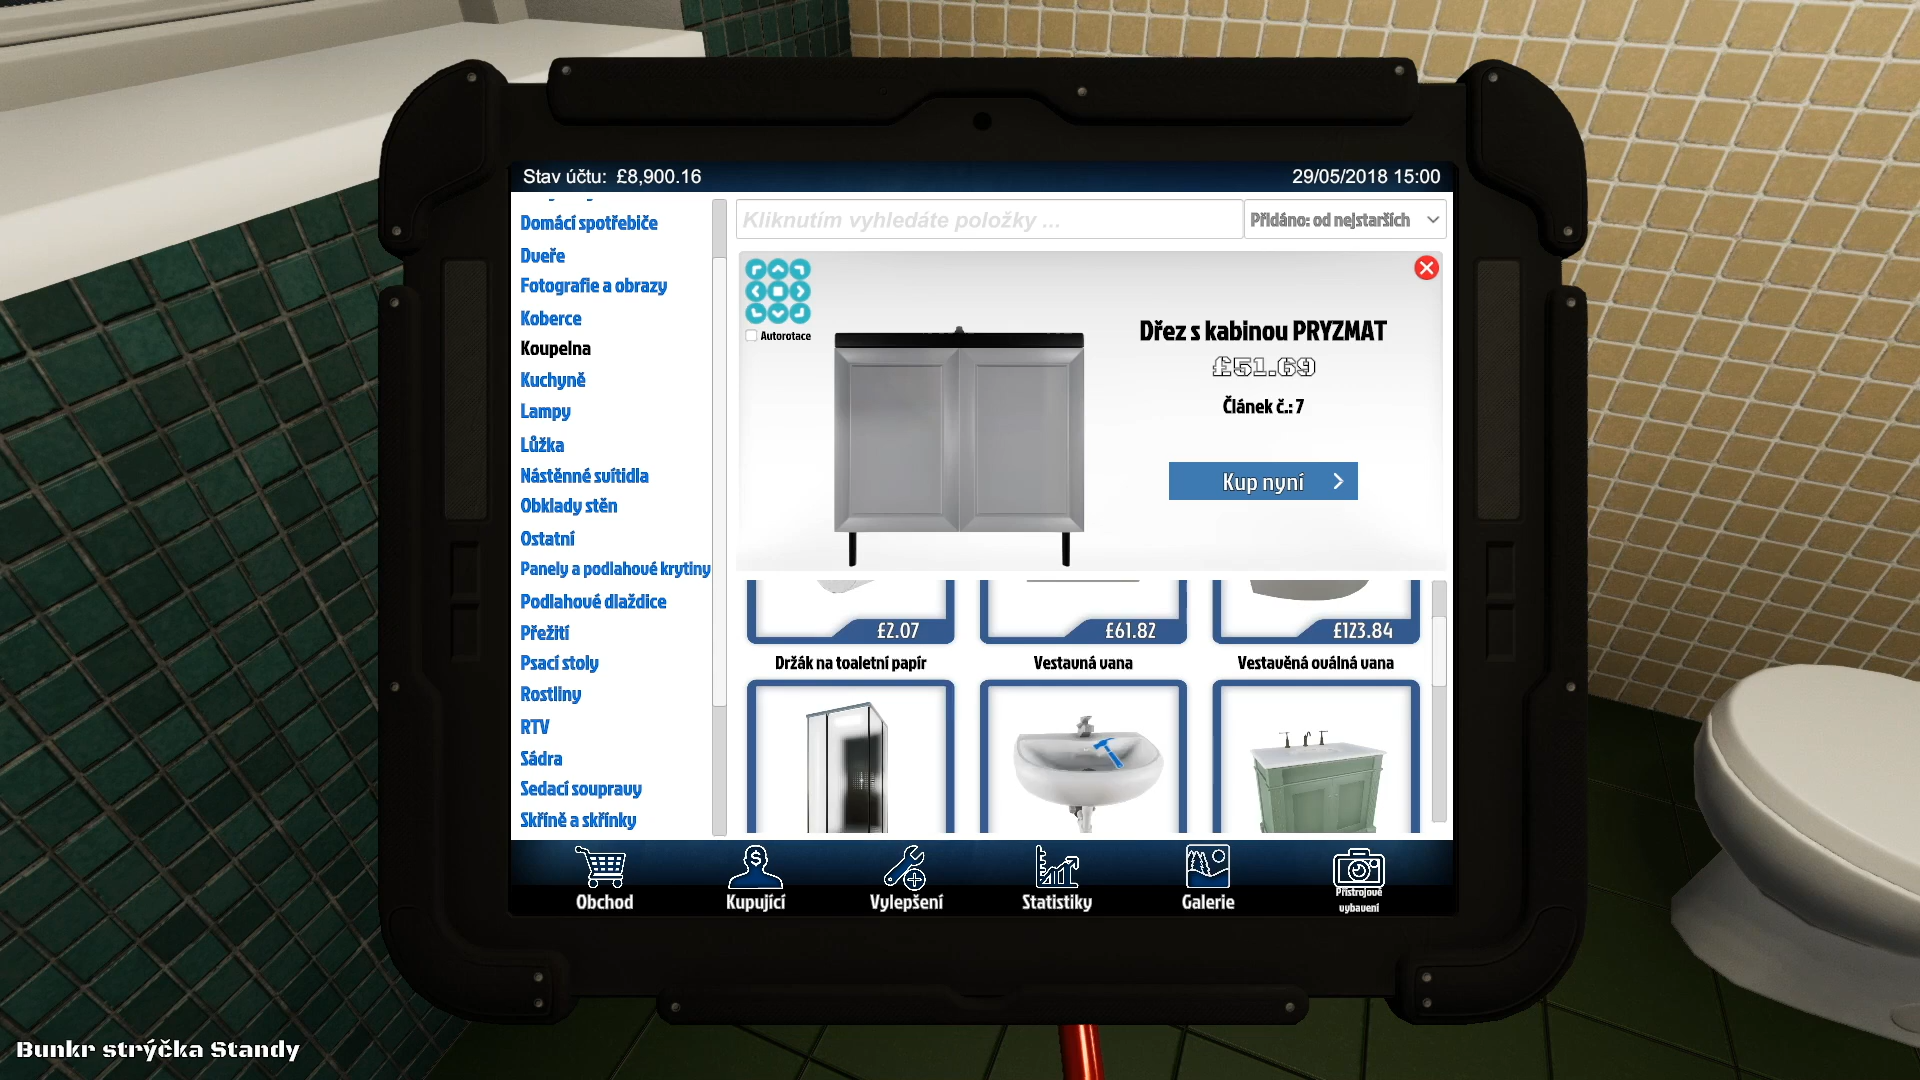 Stav účtu: £8,900.16
29/05/2018 15:00
Domácí spotřebiče
Dveře
Fotografie a obrazy
Koberce
Koupelna
Kuchyně
Lampy
Lůžka
Nástěnné svítidla
Obklady stěn
Ostatní
Panely a podlahové krytiny
Podlahové dlaždice
Přežití
Psací stoly
Rostliny
RTV
Sádra
Sedací soupravy
Skříně a skříňky
Kliknutím vyhledáte položky ...
Přidáno: od nejstarších
Autorotace
Dřez s kabinou PRYZMAT
£51.69
Článek č.: 7
Kup nyní
£2.07
£61.82
£123.84
Držák na toaletní papír
Vestavná vana
Vestavěná oválná vana
Obchod
Kupující
Vylepšení
Statistiky
Galerie
Přístrojové
vybavení
Bunkr strýčka Standy